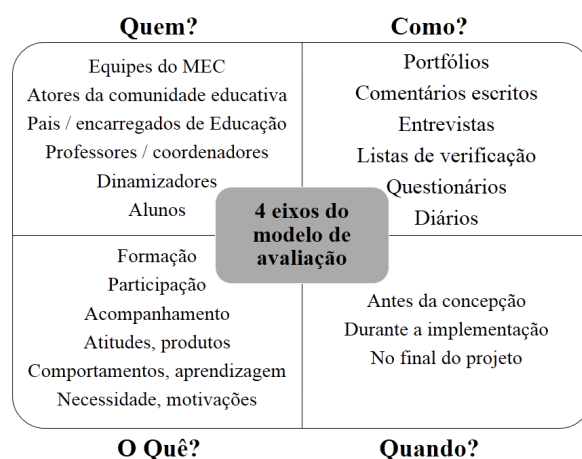 Quem?
Equipes do MEC
Atores da comunidade educativa
Pais / encarregados de Educação
Professores / coordenadores
Dinamizadores
Alunos
Como?
Portfólios
Comentários escritos
Entrevistas
Listas de verificação
Questionários
Diários
4 eixos do
modelo de
avaliação
Formação
Participação
Acompanhamento
Atitudes, produtos
Comportamentos, aprendizagem
Necessidade, motivações
O Quê?
Antes da concepção
Durante a implementação
No final do projeto
Quando?